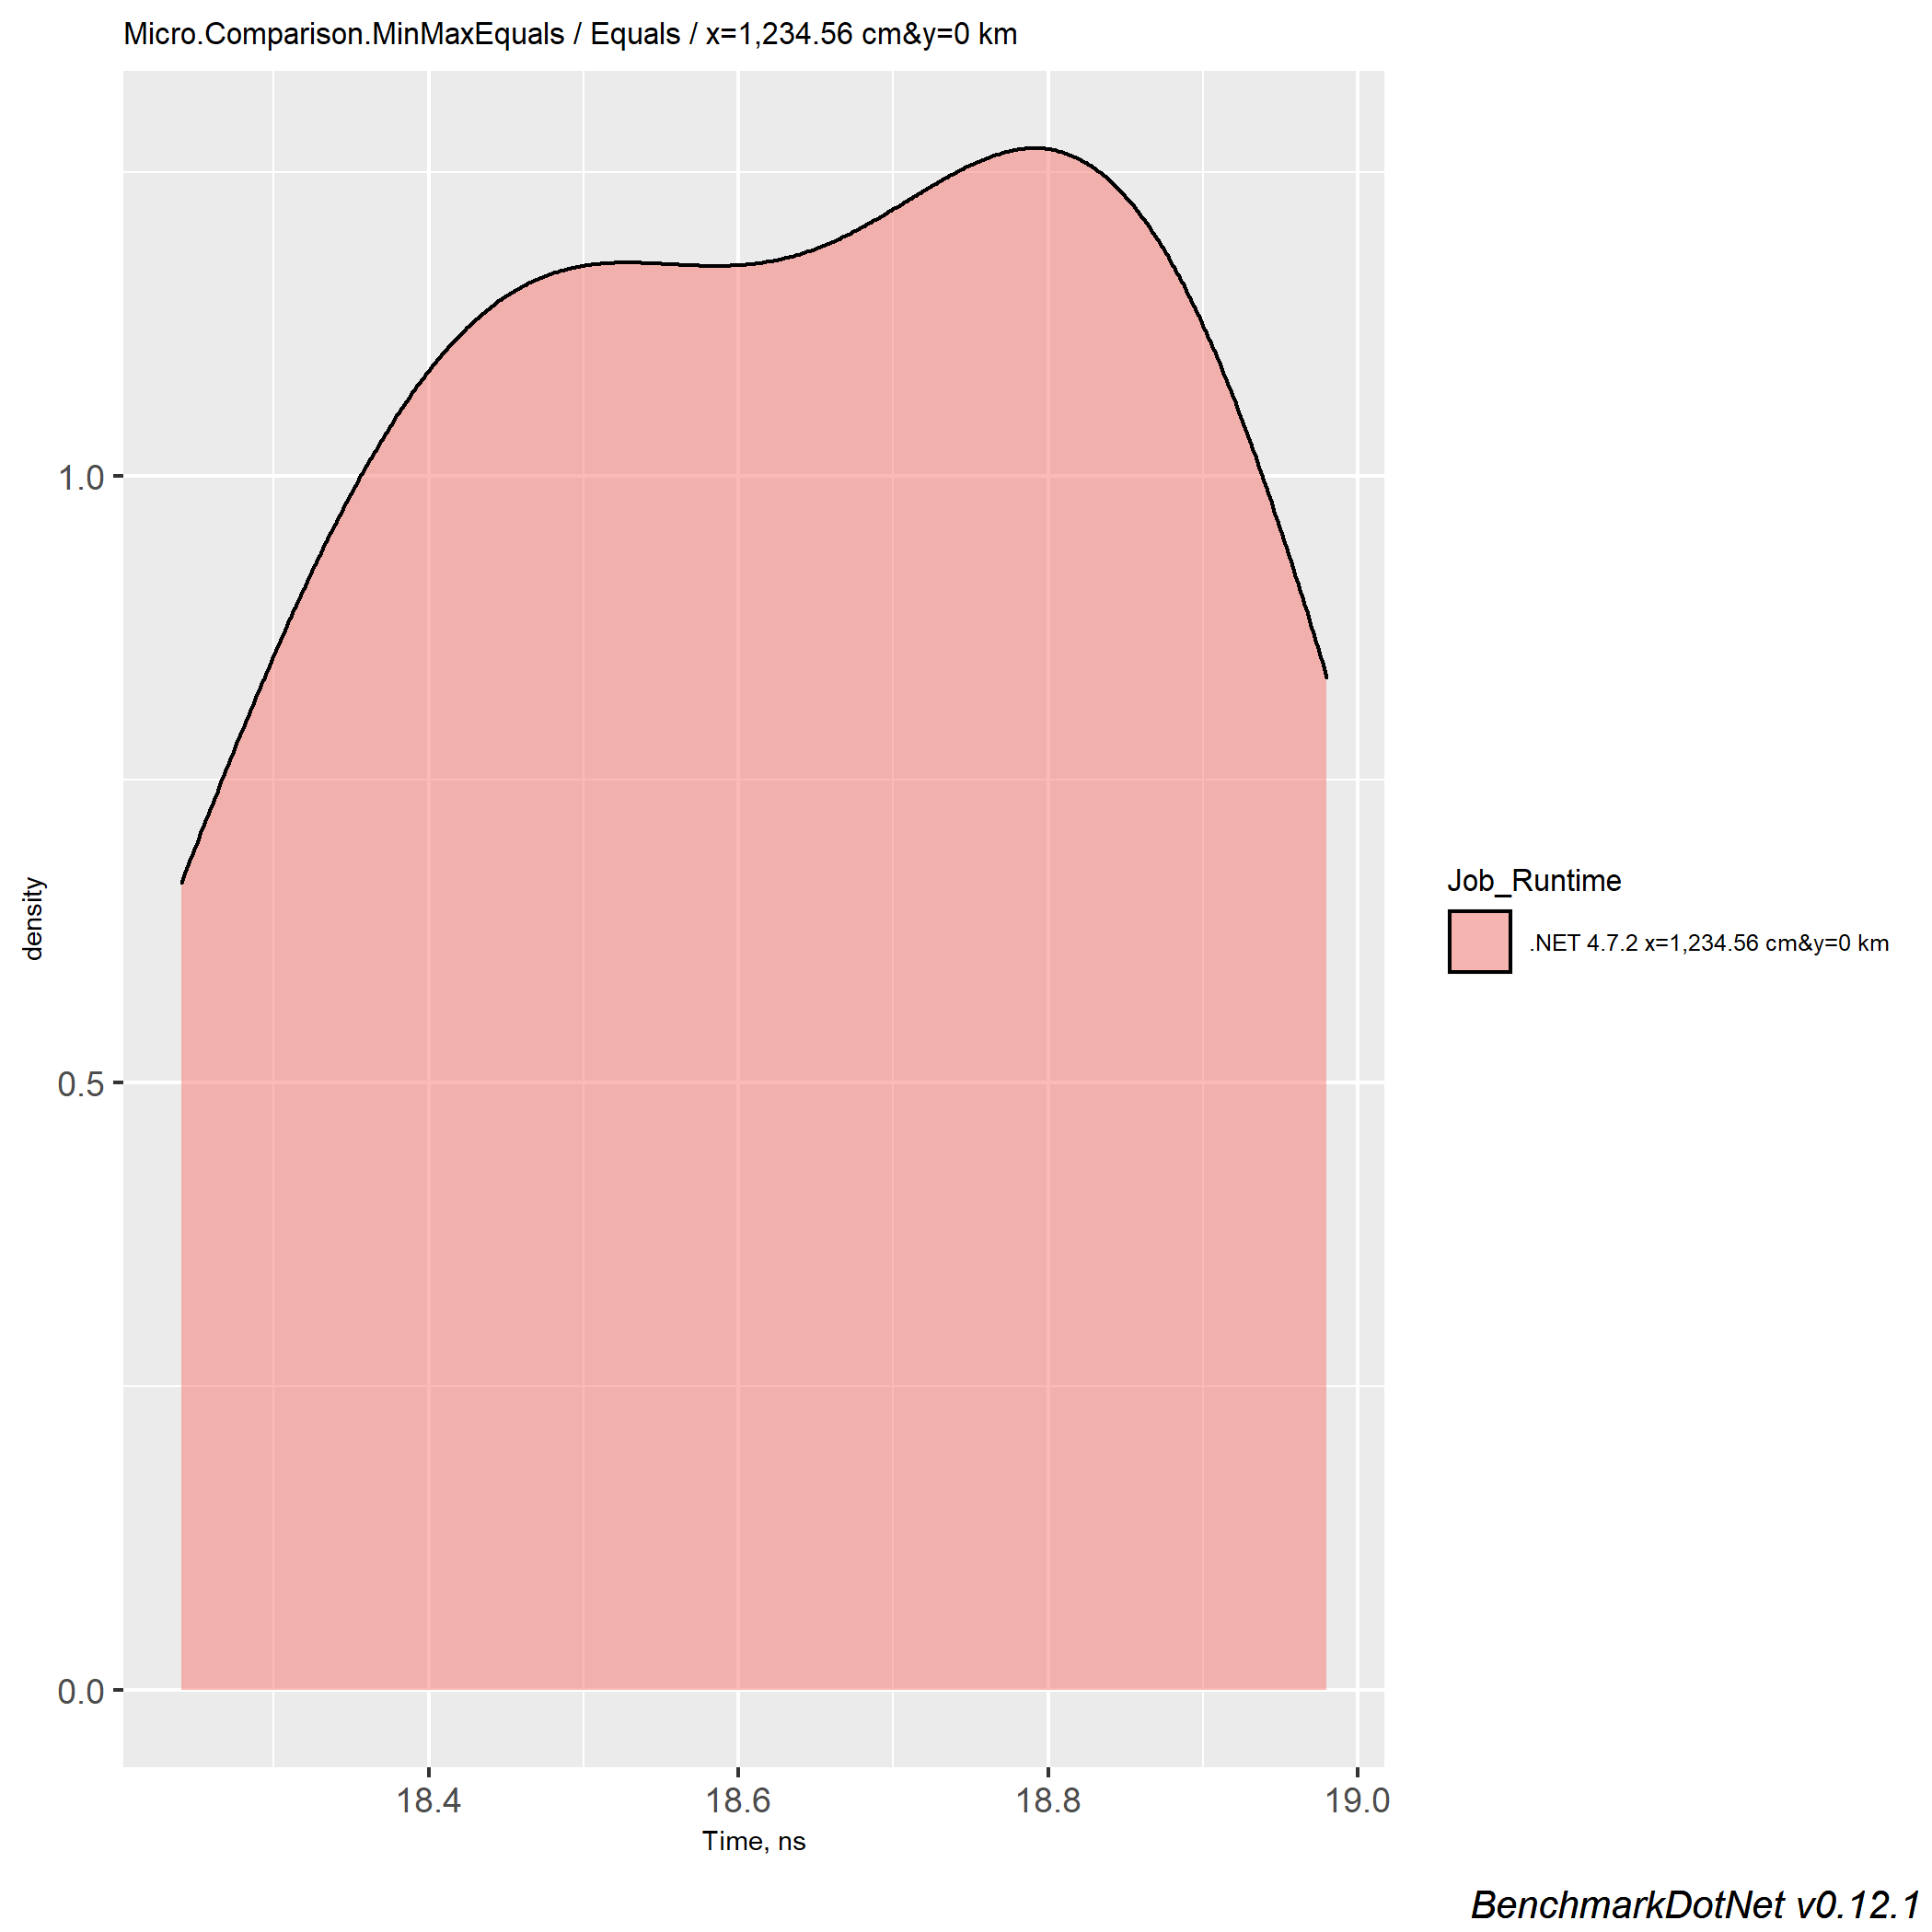 Micro.Comparison.MinMaxEquals / Equals / x=1,234.56 cm&y=0 km
1.0
0.5
0.0
density
18.4 18.6 18.8 19.0
Time, ns
Job_Runtime
.NET 4.7.2 x=1,234.56 cm&y=0 km
BenchmarkDotNet v0.12.1